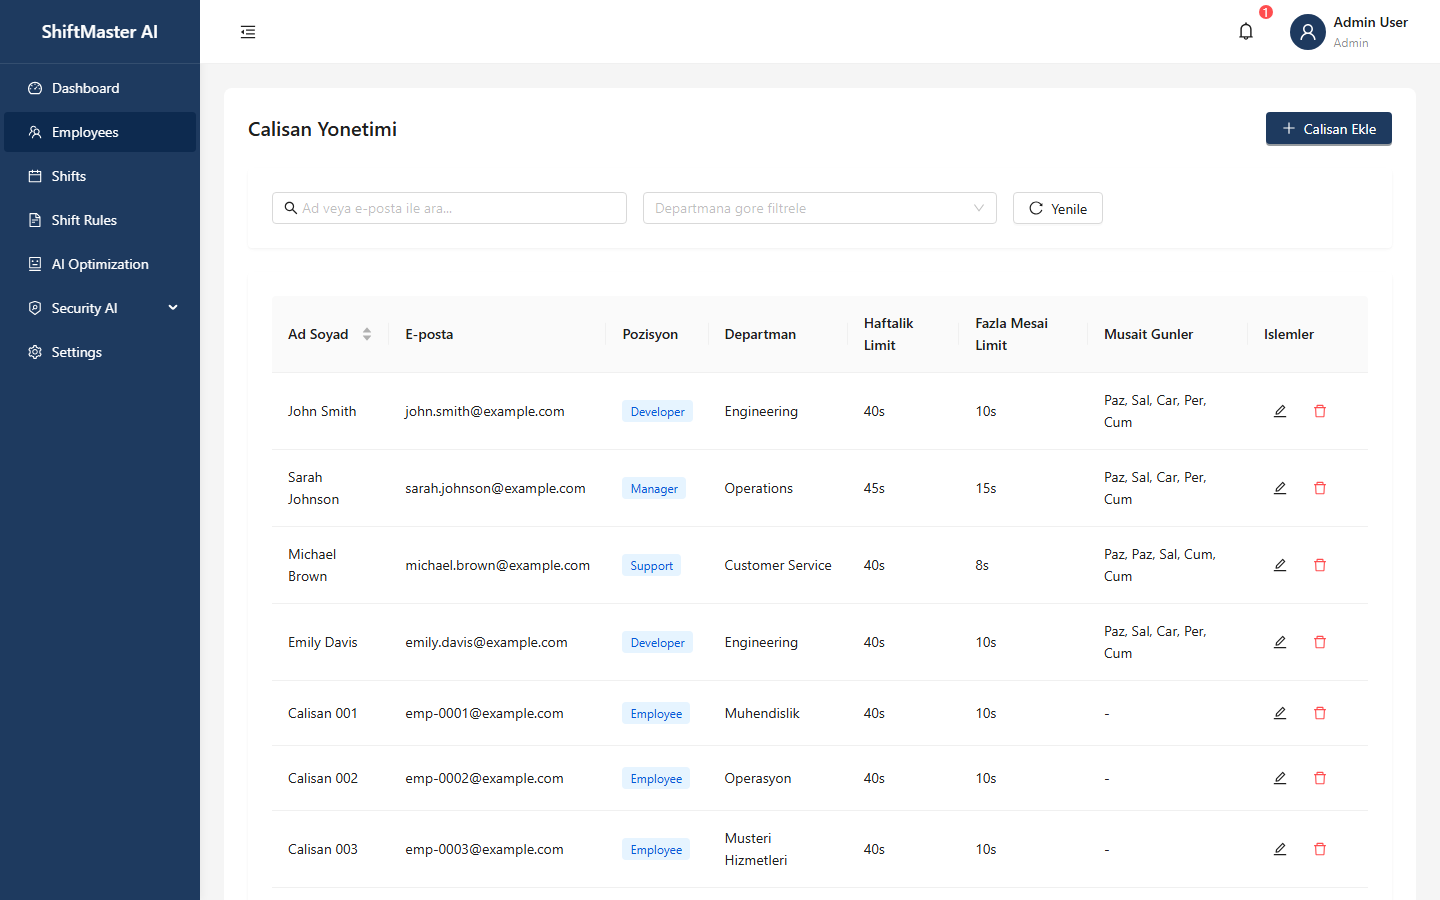 ShiftMaster AI
1
Admin User
Admin
Dashboard
Employees
Shifts
Shift Rules
AI Optimization
Security AI
Settings
Calisan Yonetimi
Calisan Ekle
Ad veya e-posta ile ara...
Departmana gore filtrele
Yenile
Ad Soyad
E-posta
Pozisyon
Departman
Haftalik
Limit
Fazla Mesai
Limit
Musait Gunler
Islemler
John Smith
john.smith@example.com
Developer
Engineering
40s
10s
Paz, Sal, Car, Per,
Cum
Sarah
Johnson
sarah.johnson@example.com
Manager
Operations
45s
15s
Paz, Sal, Car, Per,
Cum
Michael
Brown
michael.brown@example.com
Support
Customer Service
40s
8s
Paz, Paz, Sal, Cum,
Cum
Emily Davis
emily.davis@example.com
Developer
Engineering
40s
10s
Paz, Sal, Car, Per,
Cum
Calisan 001
emp-0001@example.com
Employee
Muhendislik
40s
10s
-
Calisan 002
emp-0002@example.com
Employee
Operasyon
40s
10s
-
Calisan 003
emp-0003@example.com
Employee
Musteri
Hizmetleri
40s
10s
-